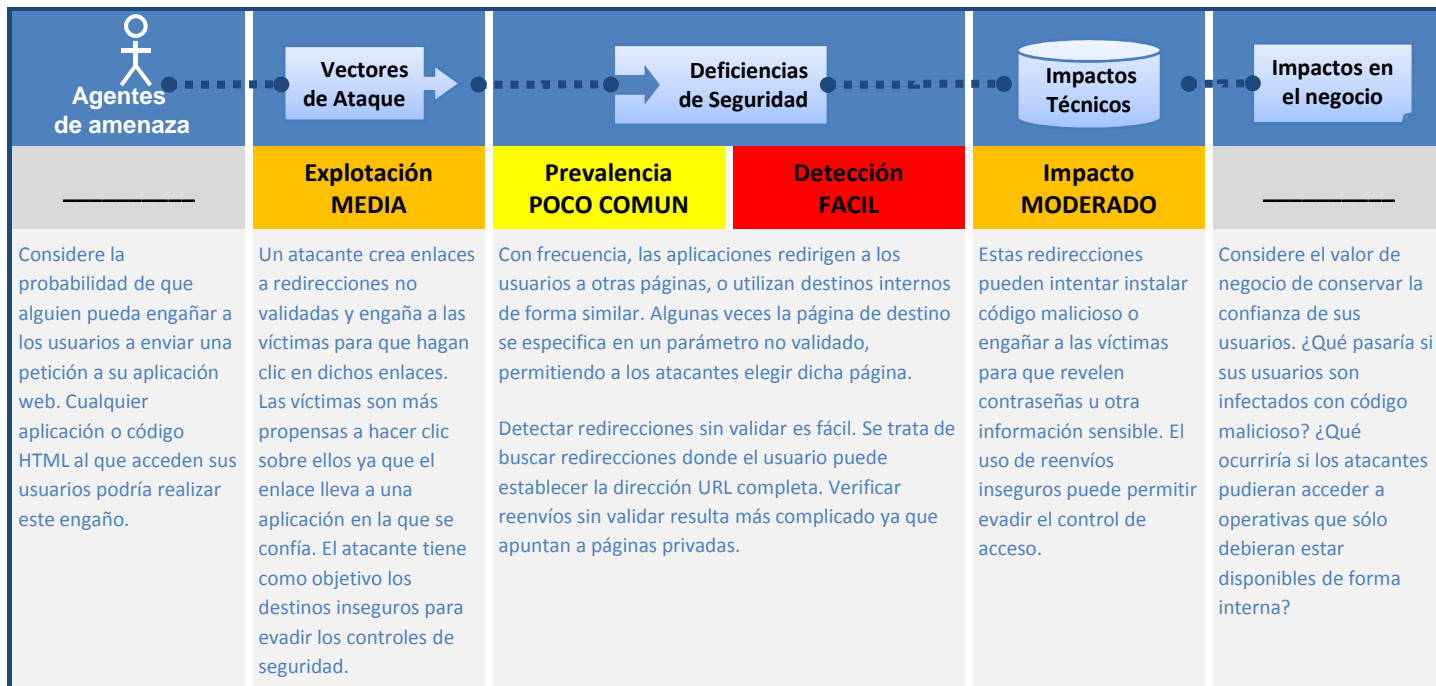 Agentes
de amenaza
Vectores
de Ataque
Deficiencias
de Seguridad
Impactos
Técnicos
Impactos en
el negocio
__________
Explotación
MEDIA
Prevalencia
POCO COMUN
Detección
FACIL
Impacto
MODERADO
__________
Considere la
probabilidad de que
alguien pueda engañar a
los usuarios a enviar una
petición a su aplicación
web. Cualquier
aplicación o código
HTML al que acceden sus
usuarios podría realizar
este engaño.
Un atacante crea enlaces
a redirecciones no
validadas y engaña a las
víctimas para que hagan
clic en dichos enlaces.
Las víctimas son más
propensas a hacer clic
sobre ellos ya que el
enlace lleva a una
aplicación en la que se
confía. El atacante tiene
como objetivo los
destinos inseguros para
evadir los controles de
seguridad.
Con frecuencia, las aplicaciones redirigen a los
usuarios a otras páginas, o utilizan destinos internos
de forma similar. Algunas veces la página de destino
se especifica en un parámetro no validado,
permitiendo a los atacantes elegir dicha página.
Detectar redirecciones sin validar es fácil. Se trata de
buscar redirecciones donde el usuario puede
establecer la dirección URL completa. Verificar
reenvíos sin validar resulta más complicado ya que
apuntan a páginas privadas.
Estas redirecciones
pueden intentar instalar
código malicioso o
engañar a las víctimas
para que revelen
contraseñas u otra
información sensible. El
uso de reenvíos
inseguros puede permitir
evadir el control de
acceso.
Considere el valor de
negocio de conservar la
confianza de sus
usuarios. ¿Qué pasaría si
sus usuarios son
infectados con código
malicioso? ¿Qué
ocurriría si los atacantes
pudieran acceder a
operativas que sólo
debieran estar
disponibles de forma
interna?